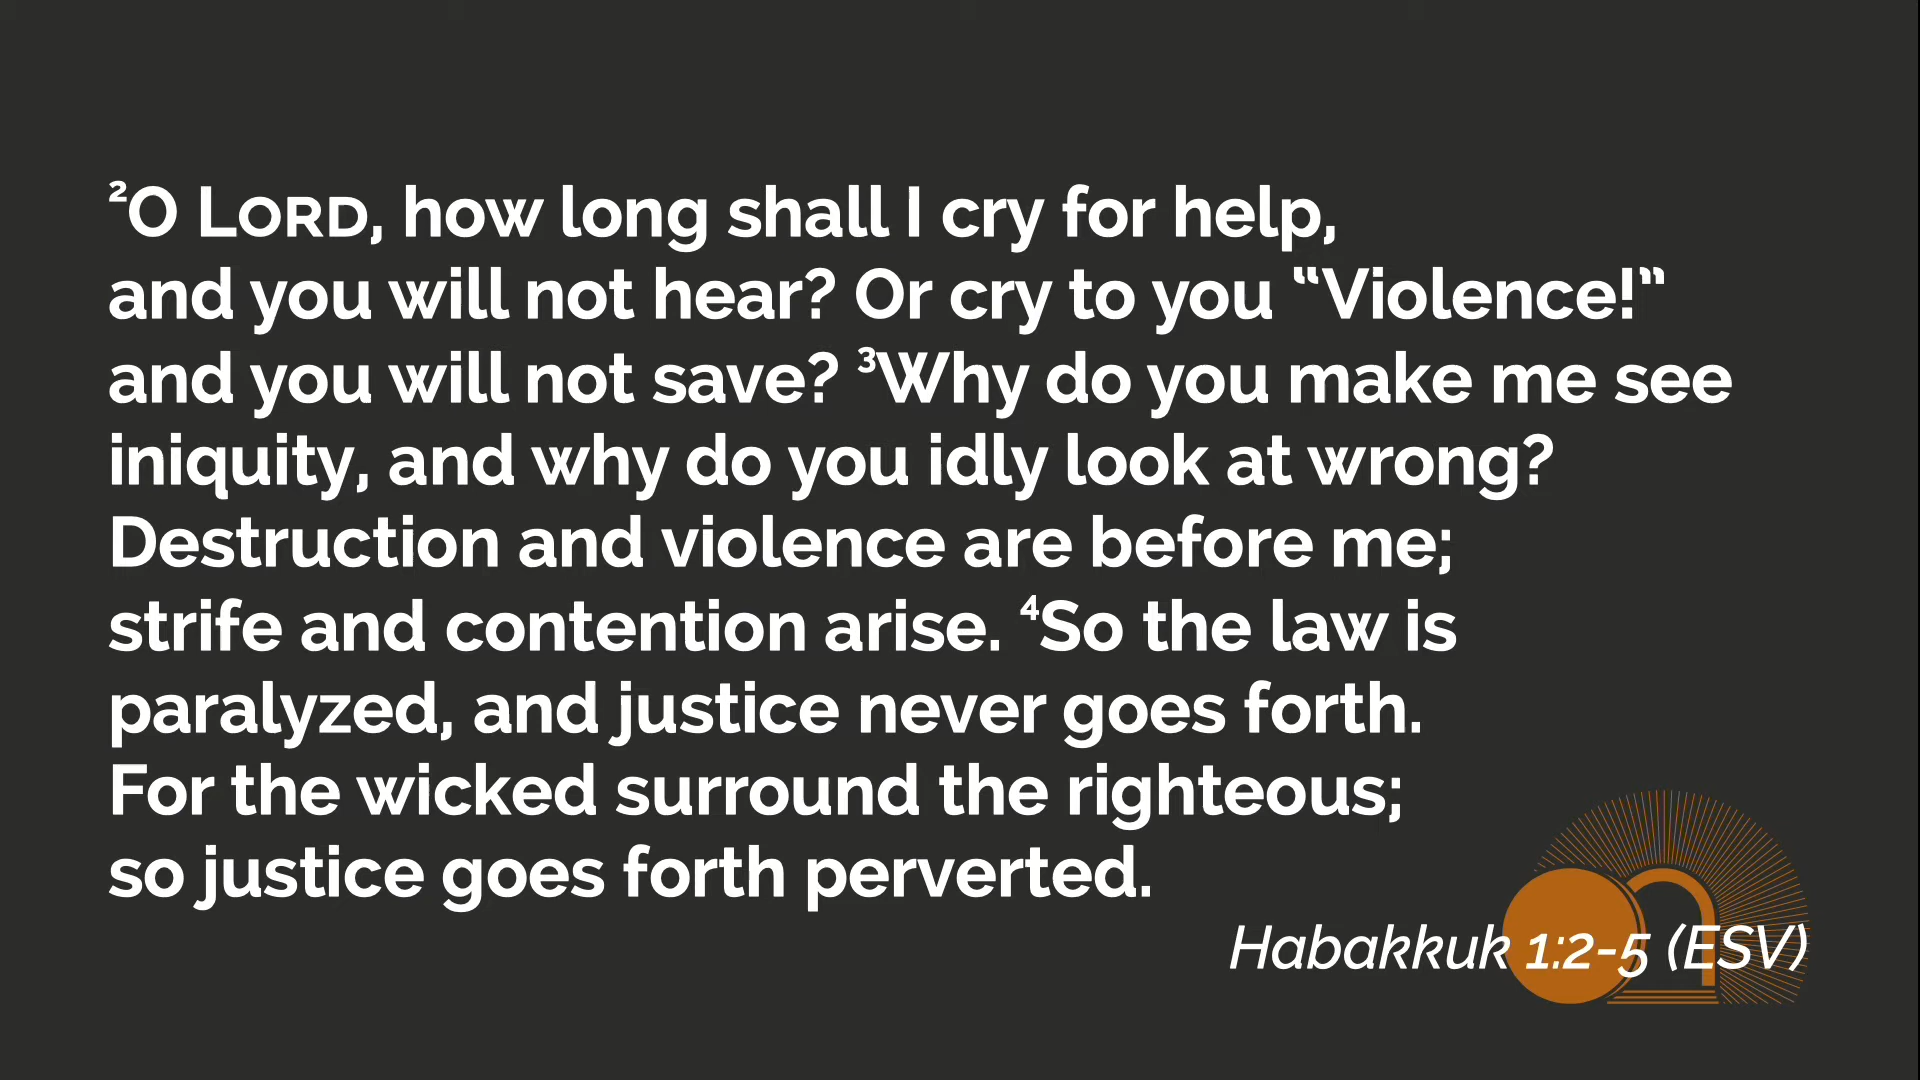 ²O LORD, how long shall I cry for help,
and you will not hear? Or cry to you “Violence!”
and you will not save? ³Why do you make me see
iniquity, and why do you idly look at wrong?
Destruction and violence are before me;
strife and contention arise. ⁴So the law is
paralyzed, and justice never goes forth.
For the wicked surround the righteous;
so justice goes forth perverted.
Habakkuk 1:2-5 (ESV)